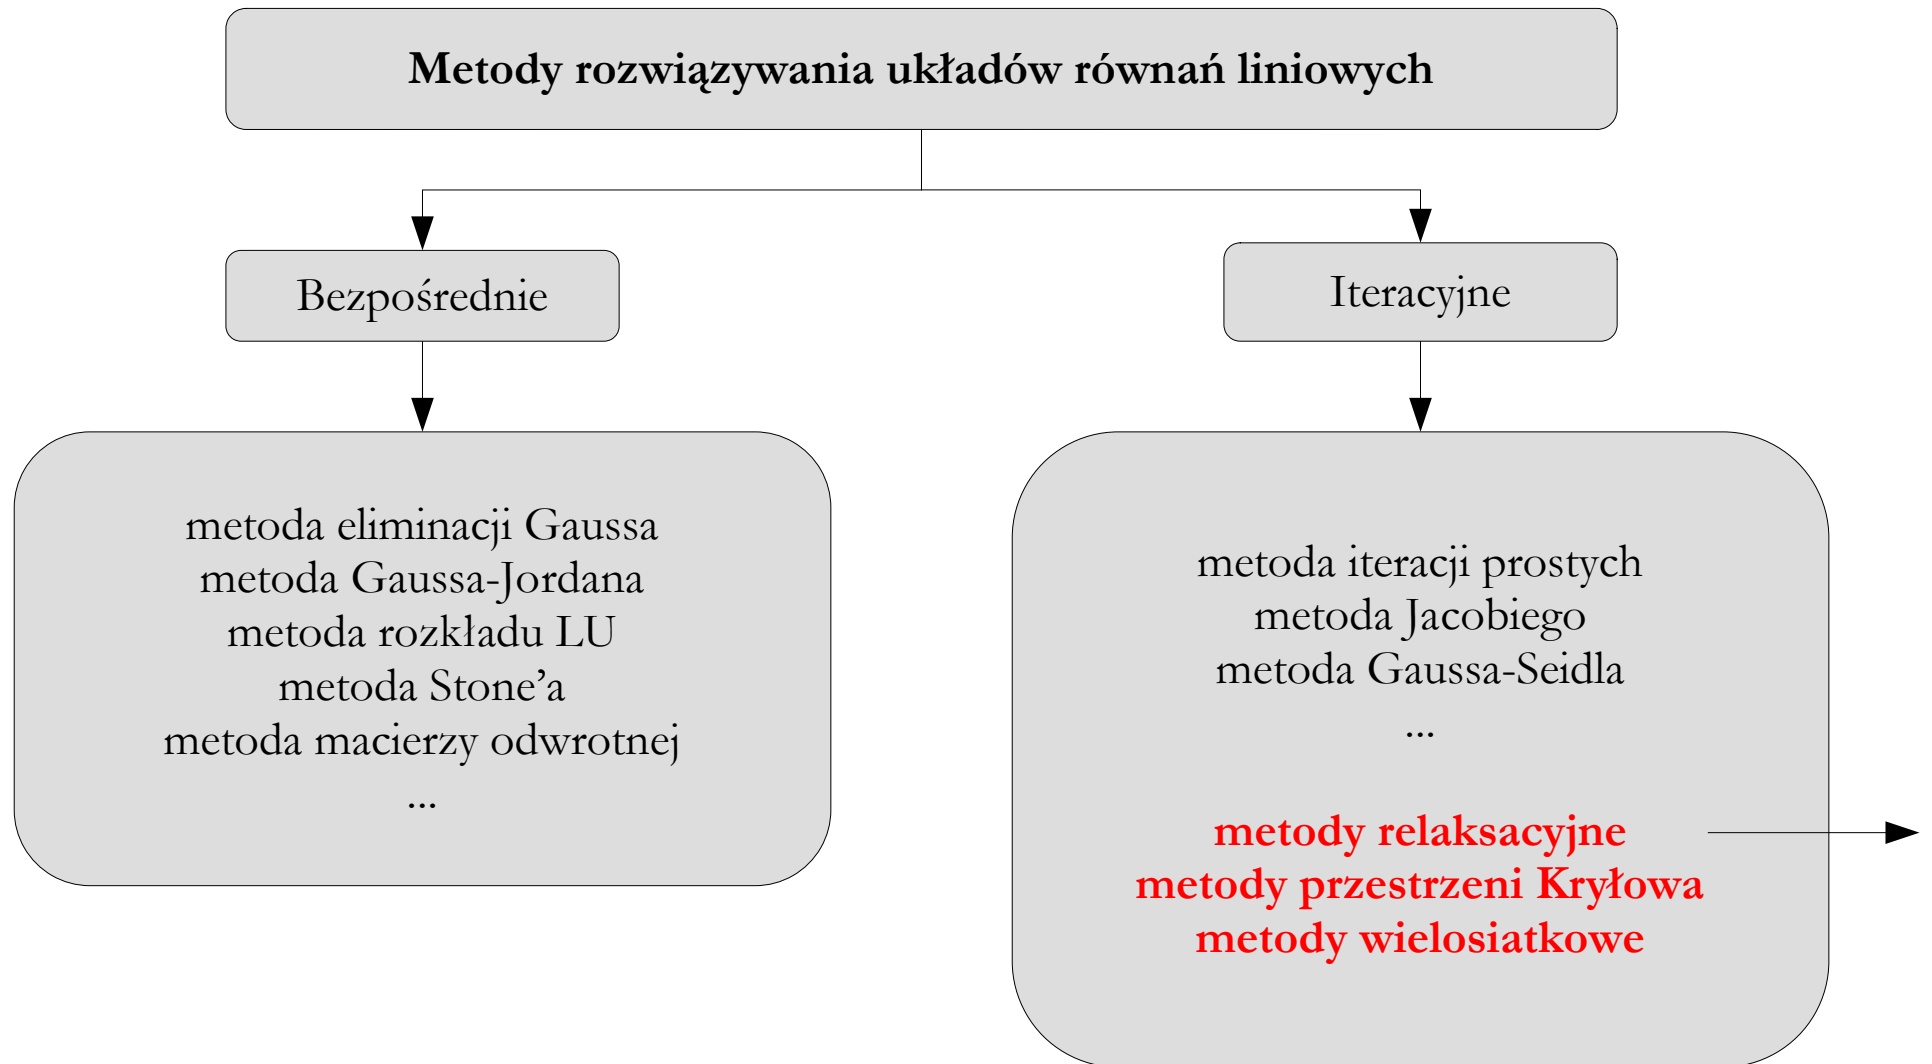 Metody rozwiązywania układów równań liniowych
Bezpośrednie
Iteracyjne
metoda eliminacji Gaussa
metoda Gaussa-Jordana
metoda rozkładu LU
metoda Stone’a
metoda macierzy odwrotnej
...
metoda iteracji prostych
metoda Jacobiego
metoda Gaussa-Seidla
...
metody relaksacyjne
metody przestrzeni Kryłowa
metody wielosiatkowe